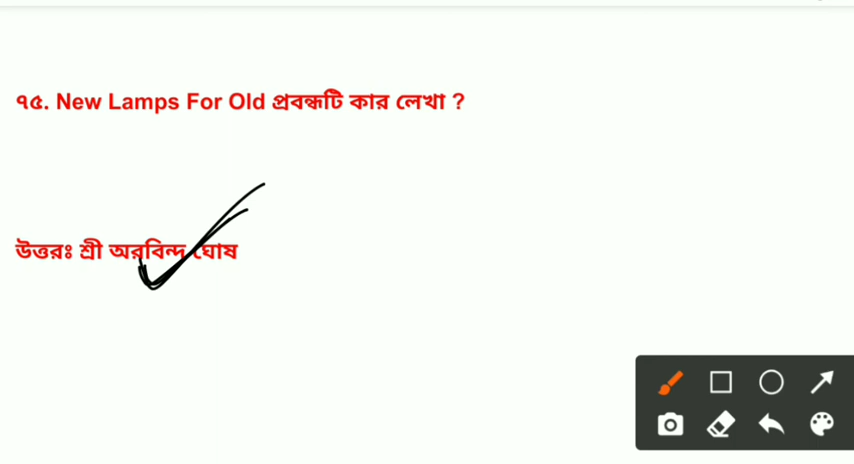 ৭৫. New Lamps For Old প্রবন্ধটি কার লেখা ?
উত্তরঃ শ্রী অরবিন্দ ঘোষ